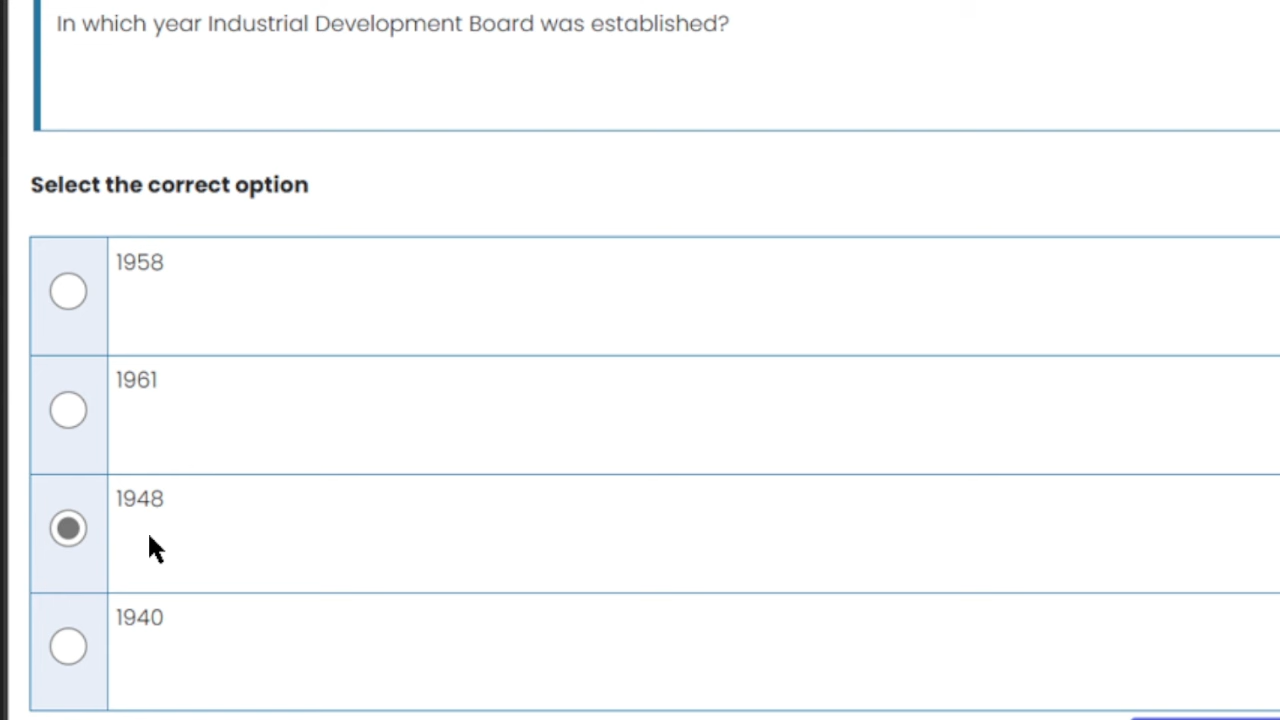 In which year Industrial Development Board was established?
Select the correct option
1958
1961
1948
1940